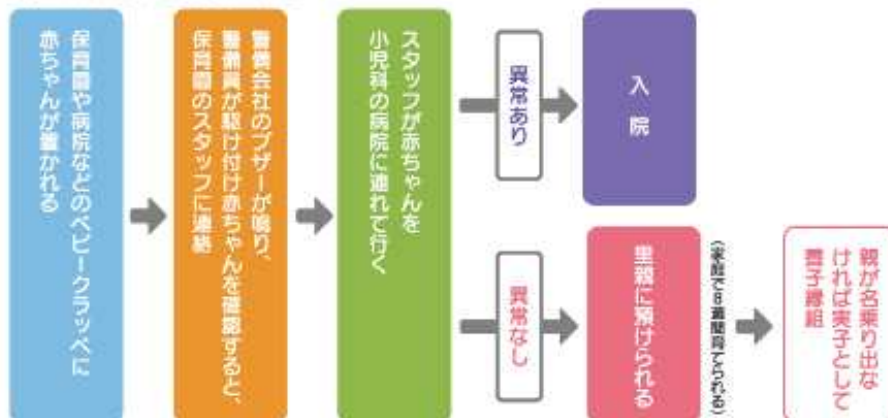 保育園や病院などのベビークラッペに
赤ちゃんが置かれる
警備会社のブザーが鳴り、
警備員が駆け付け赤ちゃんを確認すると、
保育園のスタッフに連絡
スタッフが赤ちゃんを
小児科の病院に連れて行く
異常あり
入院
異常なし
里親に預けられる
(家庭で8週間育てられる)
親が名乗り出な
ければ実子として
養子縁組